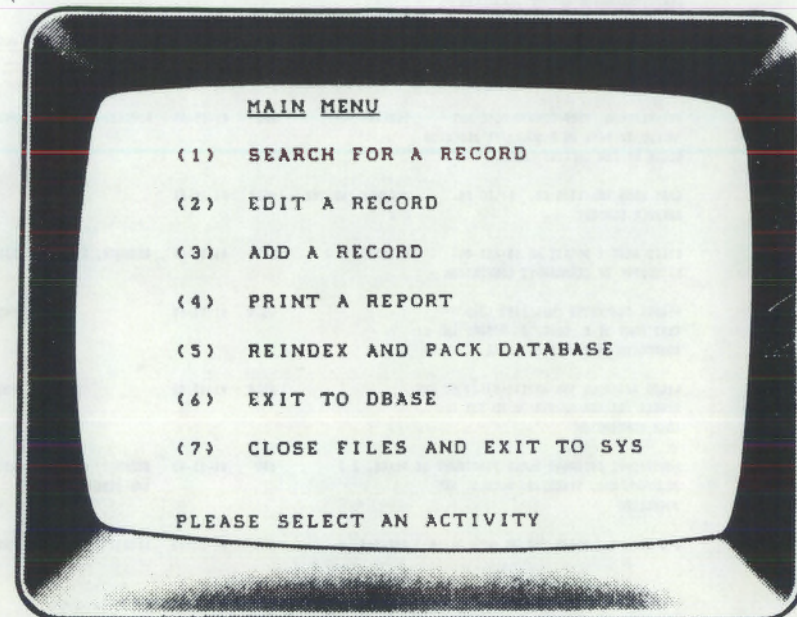 MAIN MENU
(1) SEARCH FOR A RECORD
(2) EDIT A RECORD
(3) ADD A RECORD
(4) PRINT A REPORT
(5) REINDEX AND PACK DATABASE
(6) EXIT TO DBASE
(7) CLOSE FILES AND EXIT TO SYS
PLEASE SELECT AN ACTIVITY